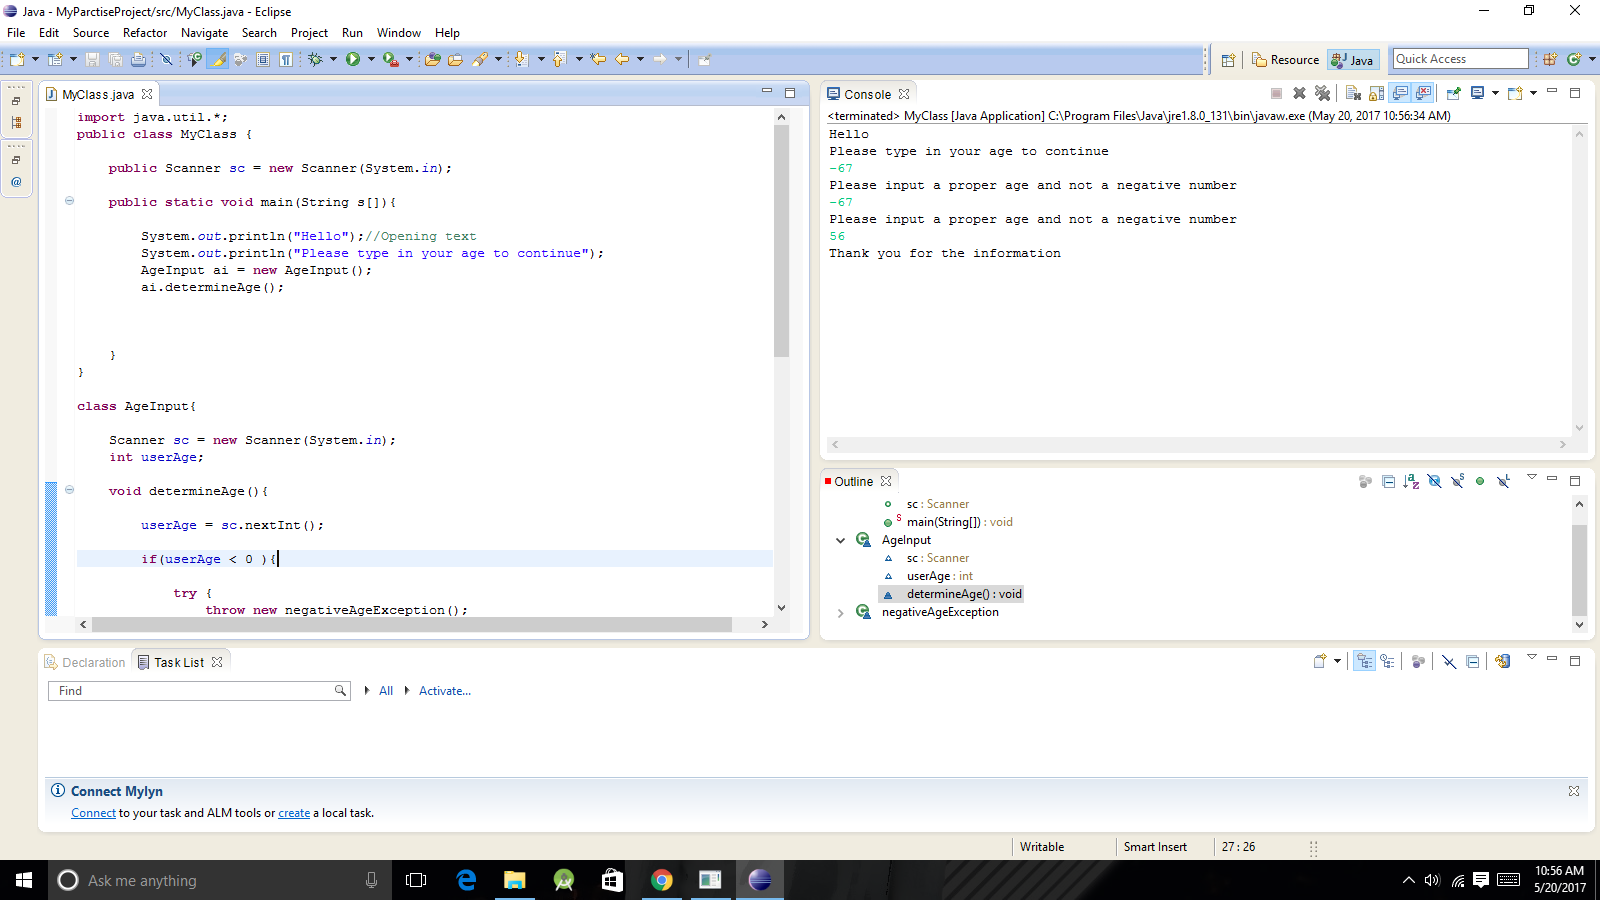 Java - MyParctiseProject/src/MyClass.java - Eclipse
File Edit Source Refactor Navigate Search Project Run Window Help
Resource Java Quick Access
MyClass.java
import java.util.*;
public class MyClass {
public Scanner sc = new Scanner(System.in);
public static void main(String s[]){
System.out.println("Hello");//Opening text
System.out.println("Please type in your age to continue");
AgeInput ai = new AgeInput();
ai.determineAge();
}
}
class AgeInput{
Scanner sc = new Scanner(System.in);
int userAge;
void determineAge(){
userAge = sc.nextInt();
if(userAge < 0 ){
try {
throw new negativeAgeException();
Console
<terminated> MyClass [Java Application] C:\Program Files\Java\jre1.8.0_131\bin\javaw.exe (May 20, 2017 10:56:34 AM)
Hello
Please type in your age to continue
-67
Please input a proper age and not a negative number
-67
Please input a proper age and not a negative number
56
Thank you for the information
Outline
sc : Scanner
main(String[]) : void
AgeInput
sc : Scanner
userAge : int
determineAge() : void
negativeAgeException
Declaration Task List
Find All Activate...
Connect Mylyn
Connect to your task and ALM tools or create a local task.
Writable Smart Insert 27 : 26
Ask me anything
10:56 AM
5/20/2017